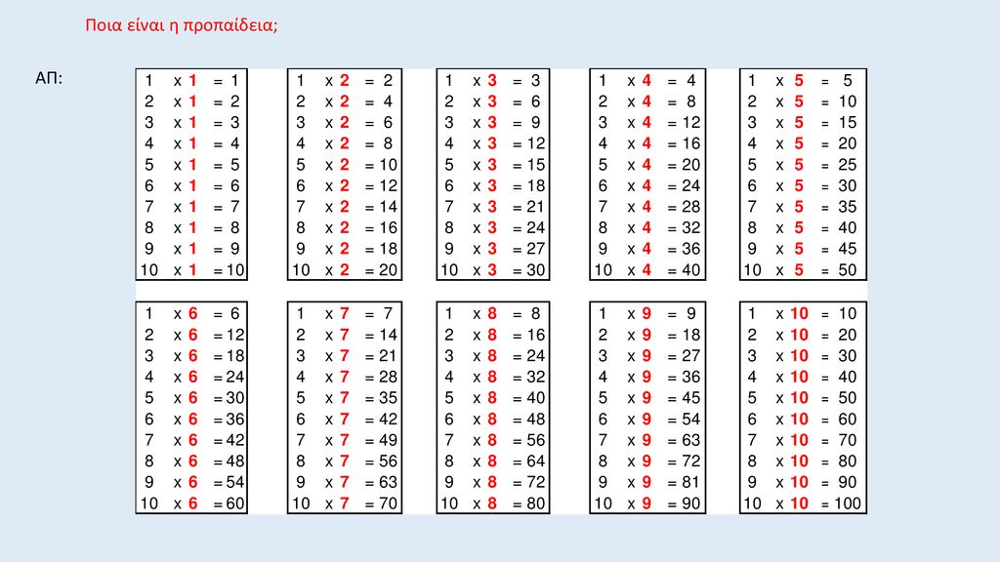 Ποια είναι η προπαίδεια;
ΑΠ:
1 x 1 = 1
2 x 1 = 2
3 x 1 = 3
4 x 1 = 4
5 x 1 = 5
6 x 1 = 6
7 x 1 = 7
8 x 1 = 8
9 x 1 = 9
10 x 1 = 10
1 x 2 = 2
2 x 2 = 4
3 x 2 = 6
4 x 2 = 8
5 x 2 = 10
6 x 2 = 12
7 x 2 = 14
8 x 2 = 16
9 x 2 = 18
10 x 2 = 20
1 x 3 = 3
2 x 3 = 6
3 x 3 = 9
4 x 3 = 12
5 x 3 = 15
6 x 3 = 18
7 x 3 = 21
8 x 3 = 24
9 x 3 = 27
10 x 3 = 30
1 x 4 = 4
2 x 4 = 8
3 x 4 = 12
4 x 4 = 16
5 x 4 = 20
6 x 4 = 24
7 x 4 = 28
8 x 4 = 32
9 x 4 = 36
10 x 4 = 40
1 x 5 = 5
2 x 5 = 10
3 x 5 = 15
4 x 5 = 20
5 x 5 = 25
6 x 5 = 30
7 x 5 = 35
8 x 5 = 40
9 x 5 = 45
10 x 5 = 50
1 x 6 = 6
2 x 6 = 12
3 x 6 = 18
4 x 6 = 24
5 x 6 = 30
6 x 6 = 36
7 x 6 = 42
8 x 6 = 48
9 x 6 = 54
10 x 6 = 60
1 x 7 = 7
2 x 7 = 14
3 x 7 = 21
4 x 7 = 28
5 x 7 = 35
6 x 7 = 42
7 x 7 = 49
8 x 7 = 56
9 x 7 = 63
10 x 7 = 70
1 x 8 = 8
2 x 8 = 16
3 x 8 = 24
4 x 8 = 32
5 x 8 = 40
6 x 8 = 48
7 x 8 = 56
8 x 8 = 64
9 x 8 = 72
10 x 8 = 80
1 x 9 = 9
2 x 9 = 18
3 x 9 = 27
4 x 9 = 36
5 x 9 = 45
6 x 9 = 54
7 x 9 = 63
8 x 9 = 72
9 x 9 = 81
10 x 9 = 90
1 x 10 = 10
2 x 10 = 20
3 x 10 = 30
4 x 10 = 40
5 x 10 = 50
6 x 10 = 60
7 x 10 = 70
8 x 10 = 80
9 x 10 = 90
10 x 10 = 100